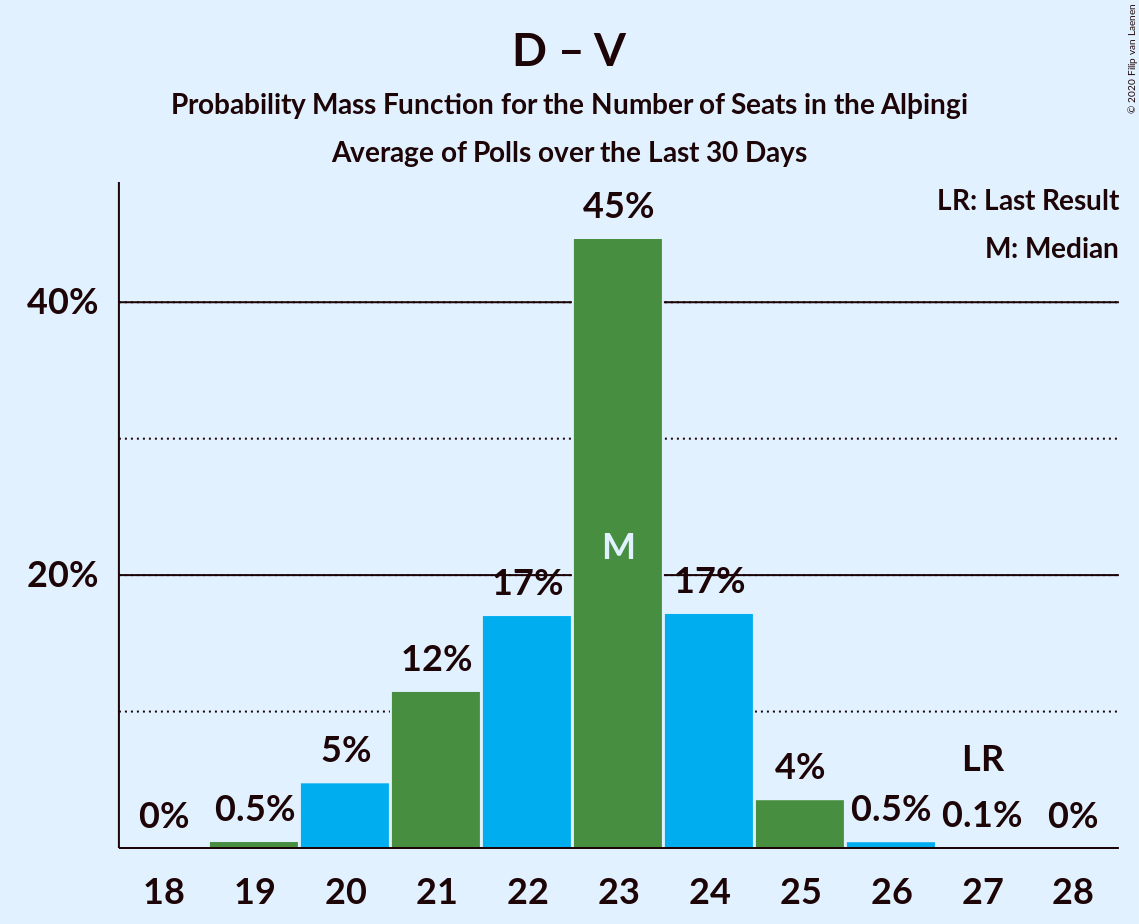 D – V
Probability Mass Function for the Number of Seats in the Alþingi
Average of Polls over the Last 30 Days
© 2020 Filip van Laenen
LR: Last Result
M: Median
45%
40%
M
20%
17%
17%
12%
5%
4%
LR
0%
0.5%
0.5%
0.1%
0%
18 19 20 21 22 23 24 25 26 27 28